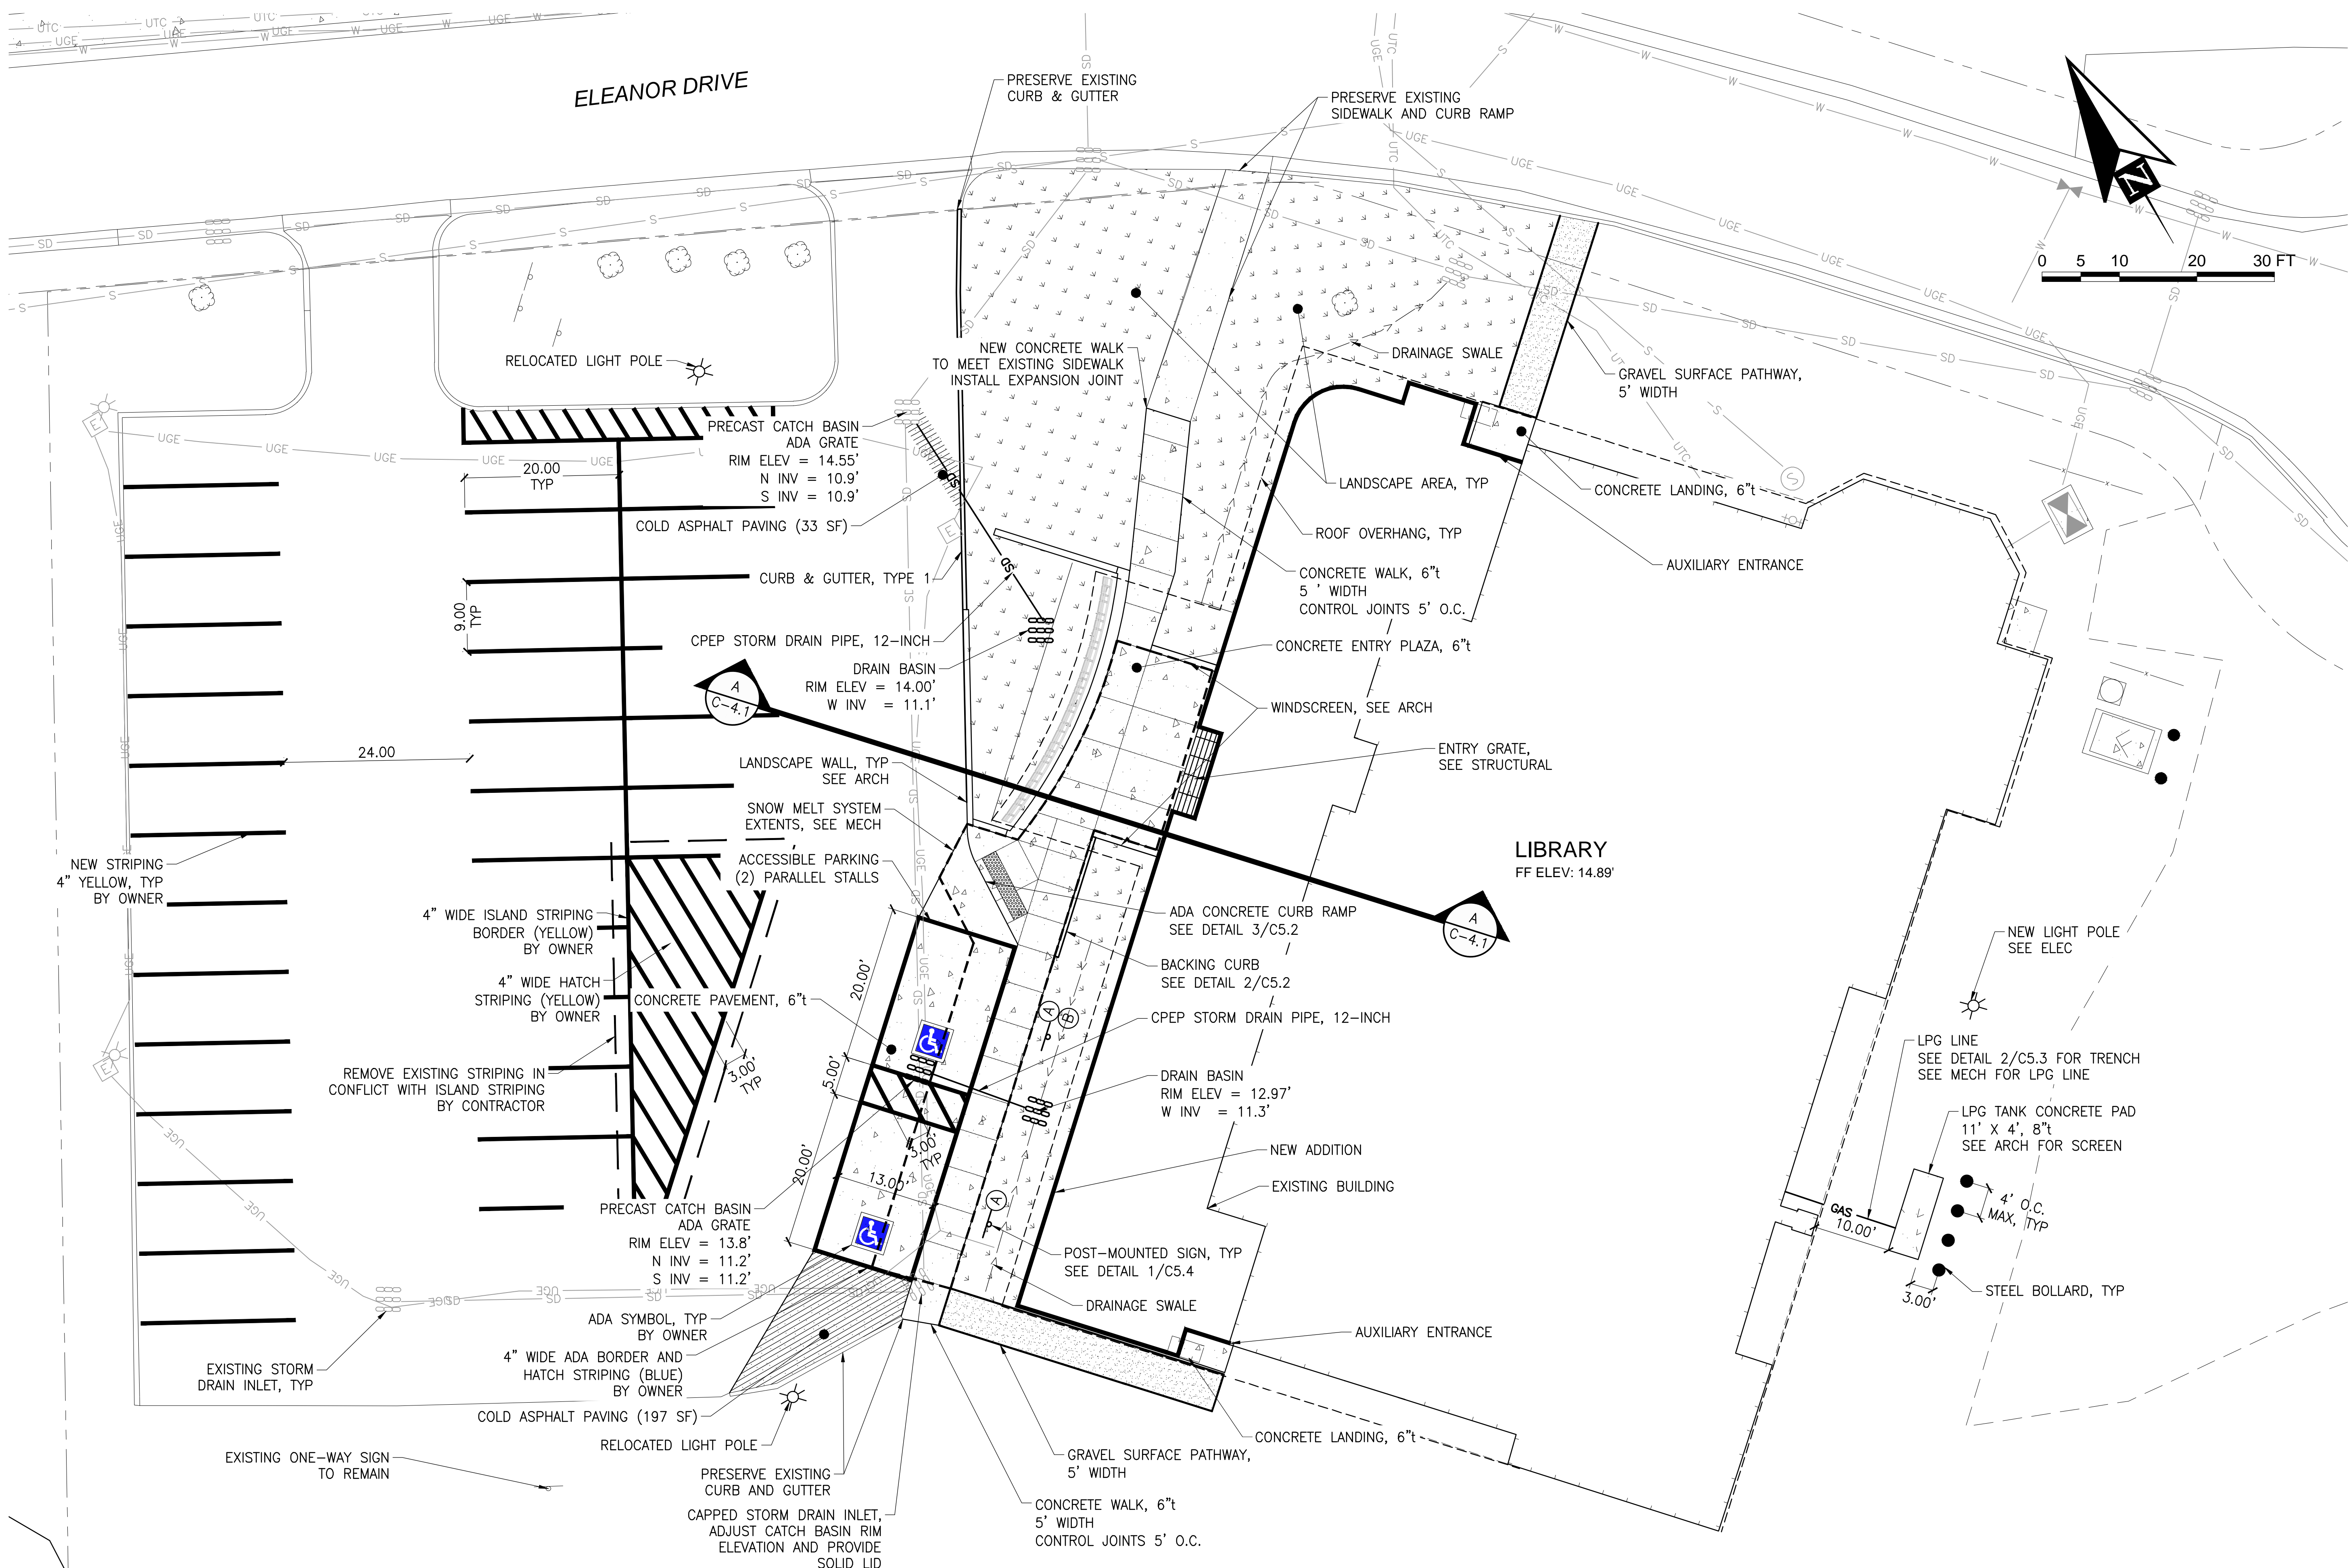 ELEANOR DRIVE
PRESERVE EXISTING
CURB & GUTTER
PRESERVE EXISTING
SIDEWALK AND CURB RAMP
N
0 5 10 20 30 FT
RELOCATED LIGHT POLE
NEW CONCRETE WALK
TO MEET EXISTING SIDEWALK
INSTALL EXPANSION JOINT
DRAINAGE SWALE
GRAVEL SURFACE PATHWAY,
5' WIDTH
PRECAST CATCH BASIN
ADA GRATE
RIM ELEV = 14.55'
N INV = 10.9'
S INV = 10.9'
20.00
TYP
COLD ASPHALT PAVING (33 SF)
LANDSCAPE AREA, TYP
CONCRETE LANDING, 6"t
ROOF OVERHANG, TYP
AUXILIARY ENTRANCE
CURB & GUTTER, TYPE 1
CONCRETE WALK, 6"t
5 ' WIDTH
CONTROL JOINTS 5' O.C.
9.00
TYP
CPEP STORM DRAIN PIPE, 12-INCH
CONCRETE ENTRY PLAZA, 6"t
DRAIN BASIN
RIM ELEV = 14.00'
W INV = 11.1'
A
C-4.1
WINDSCREEN, SEE ARCH
24.00
LANDSCAPE WALL, TYP
SEE ARCH
ENTRY GRATE,
SEE STRUCTURAL
SNOW MELT SYSTEM
EXTENTS, SEE MECH
LIBRARY
FF ELEV: 14.89'
NEW STRIPING
4" YELLOW, TYP
BY OWNER
ACCESSIBLE PARKING
(2) PARALLEL STALLS
4" WIDE ISLAND STRIPING
BORDER (YELLOW)
BY OWNER
ADA CONCRETE CURB RAMP
SEE DETAIL 3/C5.2
A
C-4.1
NEW LIGHT POLE
SEE ELEC
BACKING CURB
SEE DETAIL 2/C5.2
4" WIDE HATCH
STRIPING (YELLOW)
BY OWNER
20.00'
CONCRETE PAVEMENT, 6"t
A
B
CPEP STORM DRAIN PIPE, 12-INCH
LPG LINE
SEE DETAIL 2/C5.3 FOR TRENCH
SEE MECH FOR LPG LINE
REMOVE EXISTING STRIPING IN
CONFLICT WITH ISLAND STRIPING
BY CONTRACTOR
3.00'
TYP
5.00'
DRAIN BASIN
RIM ELEV = 12.97'
W INV = 11.3'
LPG TANK CONCRETE PAD
11' X 4', 8"t
SEE ARCH FOR SCREEN
3.00'
TYP
20.00'
13.00'
NEW ADDITION
EXISTING BUILDING
A
GAS
10.00'
4' O.C.
MAX, TYP
3.00'
PRECAST CATCH BASIN
ADA GRATE
RIM ELEV = 13.8'
N INV = 11.2'
S INV = 11.2'
POST-MOUNTED SIGN, TYP
SEE DETAIL 1/C5.4
STEEL BOLLARD, TYP
DRAINAGE SWALE
ADA SYMBOL, TYP
BY OWNER
AUXILIARY ENTRANCE
4" WIDE ADA BORDER AND
HATCH STRIPING (BLUE)
BY OWNER
EXISTING STORM
DRAIN INLET, TYP
COLD ASPHALT PAVING (197 SF)
RELOCATED LIGHT POLE
CONCRETE LANDING, 6"t
EXISTING ONE-WAY SIGN
TO REMAIN
GRAVEL SURFACE PATHWAY,
5' WIDTH
PRESERVE EXISTING
CURB AND GUTTER
CONCRETE WALK, 6"t
5' WIDTH
CONTROL JOINTS 5' O.C.
CAPPED STORM DRAIN INLET,
ADJUST CATCH BASIN RIM
ELEVATION AND PROVIDE
SOLID LID